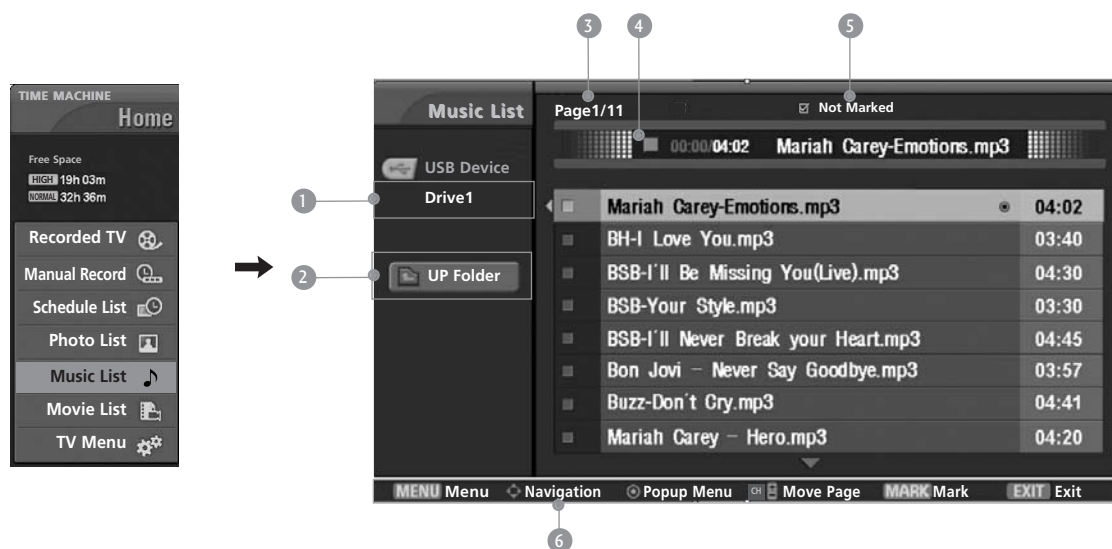 3
4
5
TIME MACHINE
Home
Free Space
HIGH 19h 03m
NORMAL 32h 36m
Recorded TV
Manual Record
Schedule List
Photo List
Music List
Movie List
TV Menu
1
2
Music List
USB Device
Drive1
UP Folder
Page1/11
Not Marked
00:00/04:02 Mariah Carey-Emotions.mp3
Mariah Carey-Emotions.mp3 04:02
BH-I Love You.mp3 03:40
BSB-I´ll Be Missing You(Live).mp3 04:30
BSB-Your Style.mp3 03:30
BSB-I´ll Never Break your Heart.mp3 04:45
Bon Jovi – Never Say Goodbye.mp3 03:57
Buzz-Don´t Cry.mp3 04:41
Mariah Carey – Hero.mp3 04:20
MENU Menu Navigation Popup Menu CH Move Page MARK Mark EXIT Exit
6